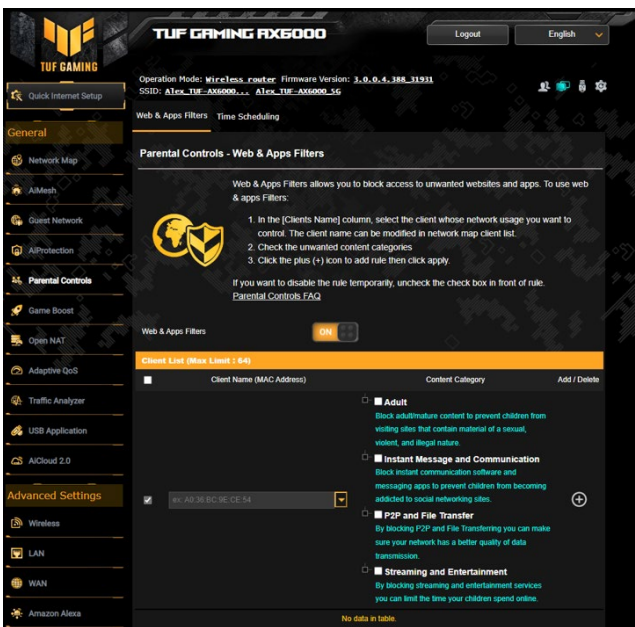 TUF GAMING
TUF GAMING AX6000
Logout
English
Operation Mode: Wireless router Firmware Version: 3.0.0.4.388_31931
SSID: Alex_TUF-AX6000... Alex_TUF-AX6000_5G
Quick Internet Setup
General
Network Map
AiMesh
Guest Network
AiProtection
Parental Controls
Game Boost
Open NAT
Adaptive QoS
Traffic Analyzer
USB Application
AiCloud 2.0
Advanced Settings
Wireless
LAN
WAN
Amazon Alexa
Web & Apps Filters
Time Scheduling
Parental Controls - Web & Apps Filters
Web & Apps Filters allows you to block access to unwanted websites and apps. To use web
& apps Filters:
1. In the [Clients Name] column, select the client whose network usage you want to
control. The client name can be modified in network map client list.
2. Check the unwanted content categories
3. Click the plus (+) icon to add rule then click apply.
If you want to disable the rule temporarily, uncheck the check box in front of rule.
Parental Controls FAQ
Web & Apps Filters
ON
Client List (Max Limit : 64)
Client Name (MAC Address)
Content Category
Add / Delete
ex: A0:36:BC:9E:CE:54
Adult
Block adult/mature content to prevent children from
visiting sites that contain material of a sexual,
violent, and illegal nature.
Instant Message and Communication
Block instant communication software and
messaging apps to prevent children from becoming
addicted to social networking sites.
P2P and File Transfer
By blocking P2P and File Transferring you can make
sure your network has a better quality of data
transmission.
Streaming and Entertainment
By blocking streaming and entertainment services
you can limit the time your children spend online.
No data in table.